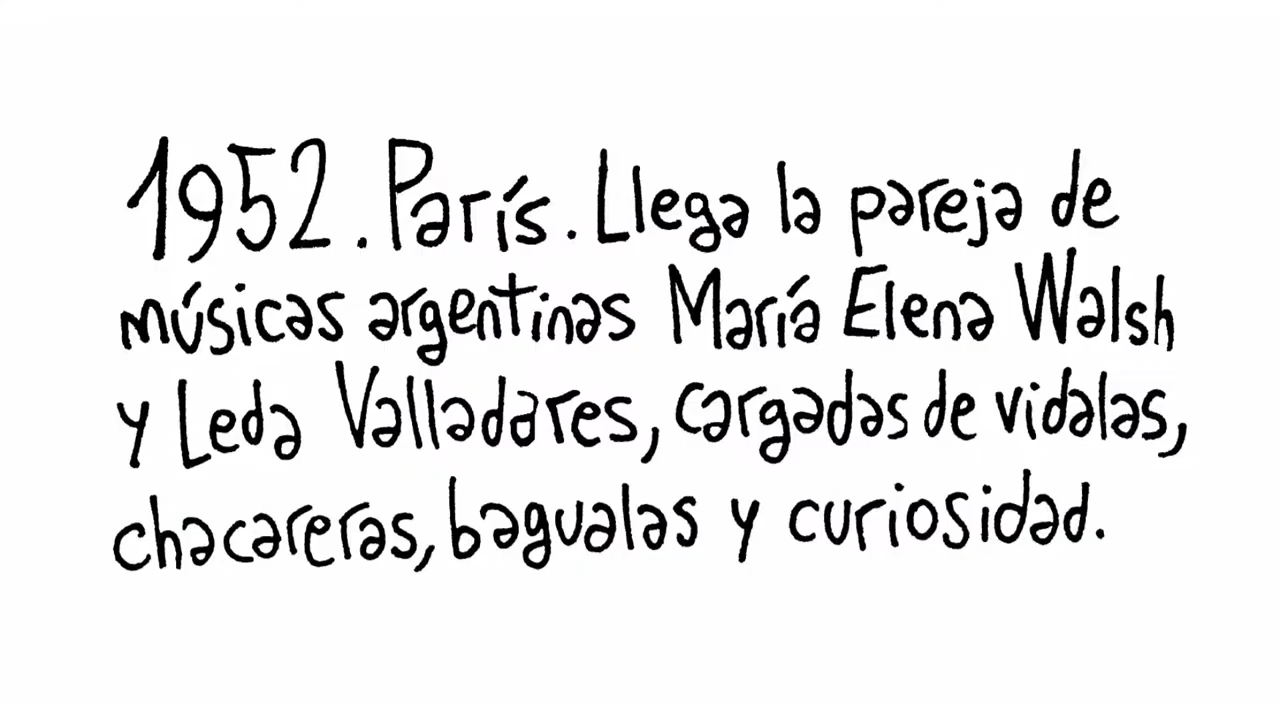 1952. París. Llega la pareja de
músicas argentinas María Elena Walsh
y Leda Valladares, cargadas de vidalas,
chacareras, bagualas y curiosidad.